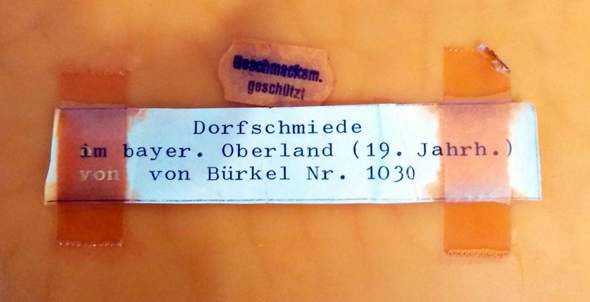 Geschmacksm.
geschützt
Dorfschmiede
im bayer. Oberland (19. Jahrh.)
von von Bürkel Nr. 1030